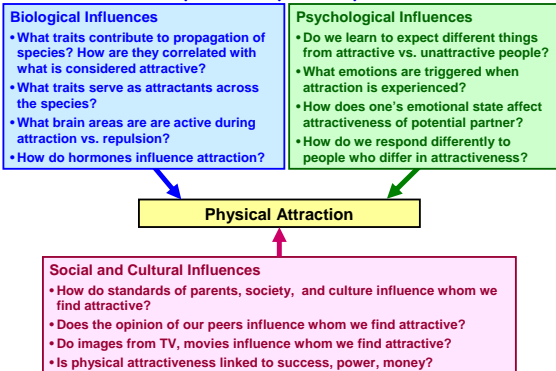 Biological Influences
• What traits contribute to propagation of
species? How are they correlated with
what is considered attractive?
• What traits serve as attractants across
the species?
• What brain areas are are active during
attraction vs. repulsion?
• How do hormones influence attraction?
Psychological Influences
• Do we learn to expect different things
from attractive vs. unattractive people?
• What emotions are triggered when
attraction is experienced?
• How does one's emotional state affect
attractiveness of potential partner?
• How do we respond differently to
people who differ in attractiveness?
Physical Attraction
Social and Cultural Influences
• How do standards of parents, society, and culture influence whom we
find attractive?
• Does the opinion of our peers influence whom we find attractive?
• Do images from TV, movies influence whom we find attractive?
• Is physical attractiveness linked to success, power, money?